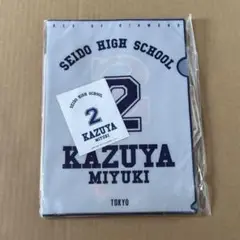 ACE OF DIAMOND
SEIDO HIGH SCHOOL
2
KAZUYA
MIYUKI
TOKYO
SEIDO HIGH SCHOOL
2
KAZUYA
MIYUKI